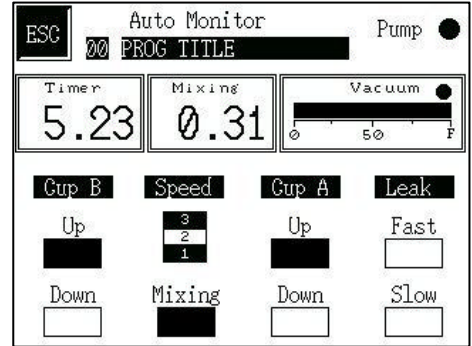 ESC Auto Monitor Pump
00 PROG TITLE
Timer Mixing Vacuum
5.23 0.31
0 50 F
Cup B Speed Cup A Leak
Up 3 Up Fast
2
1
Down Mixing Down Slow